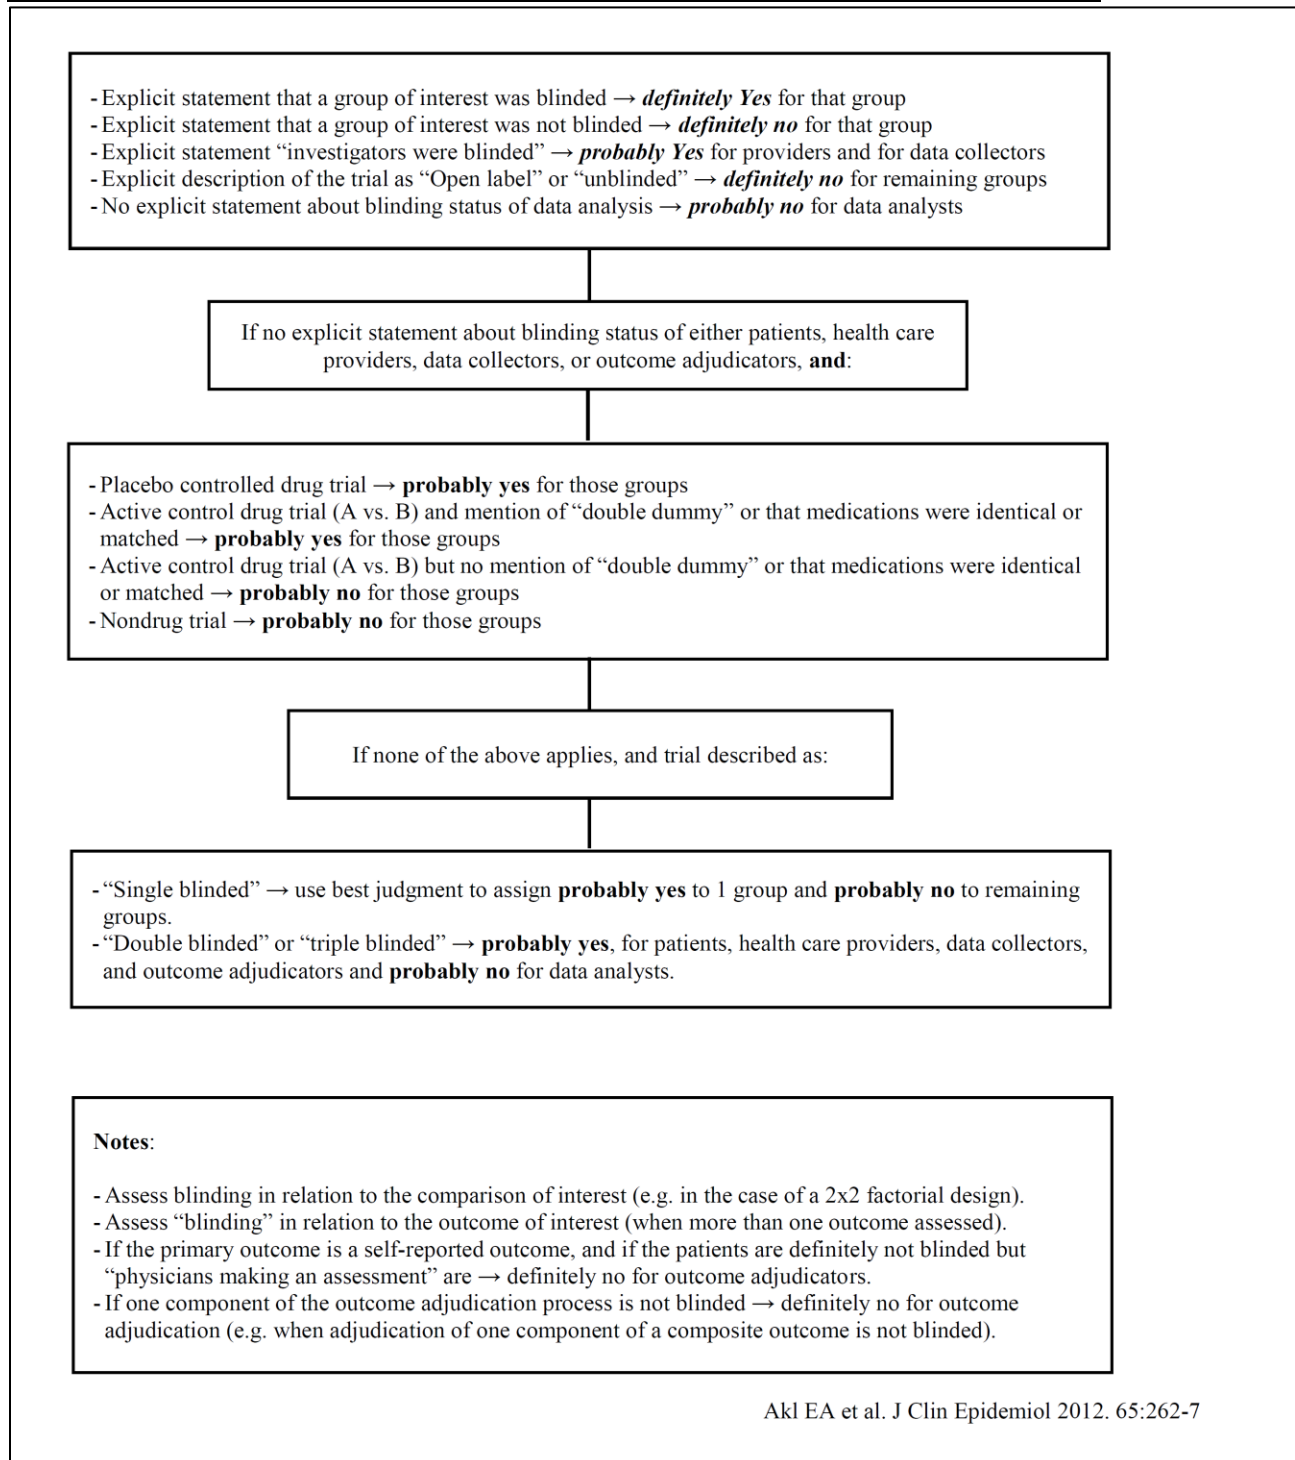 - Explicit statement that a group of interest was blinded → definitely Yes for that group
- Explicit statement that a group of interest was not blinded → definitely no for that group
- Explicit statement “investigators were blinded” → probably Yes for providers and for data collectors
- Explicit description of the trial as “Open label” or “unblinded” → definitely no for remaining groups
- No explicit statement about blinding status of data analysis → probably no for data analysts
If no explicit statement about blinding status of either patients, health care
providers, data collectors, or outcome adjudicators, and:
- Placebo controlled drug trial → probably yes for those groups
- Active control drug trial (A vs. B) and mention of “double dummy” or that medications were identical or
matched → probably yes for those groups
- Active control drug trial (A vs. B) but no mention of “double dummy” or that medications were identical
or matched → probably no for those groups
- Nondrug trial → probably no for those groups
If none of the above applies, and trial described as:
- “Single blinded” → use best judgment to assign probably yes to 1 group and probably no to remaining
groups.
- “Double blinded” or “triple blinded” → probably yes, for patients, health care providers, data collectors,
and outcome adjudicators and probably no for data analysts.
Notes:
- Assess blinding in relation to the comparison of interest (e.g. in the case of a 2x2 factorial design).
- Assess “blinding” in relation to the outcome of interest (when more than one outcome assessed).
- If the primary outcome is a self-reported outcome, and if the patients are definitely not blinded but
“physicians making an assessment” are → definitely no for outcome adjudicators.
- If one component of the outcome adjudication process is not blinded → definitely no for outcome
adjudication (e.g. when adjudication of one component of a composite outcome is not blinded).
Akl EA et al. J Clin Epidemiol 2012. 65:262-7